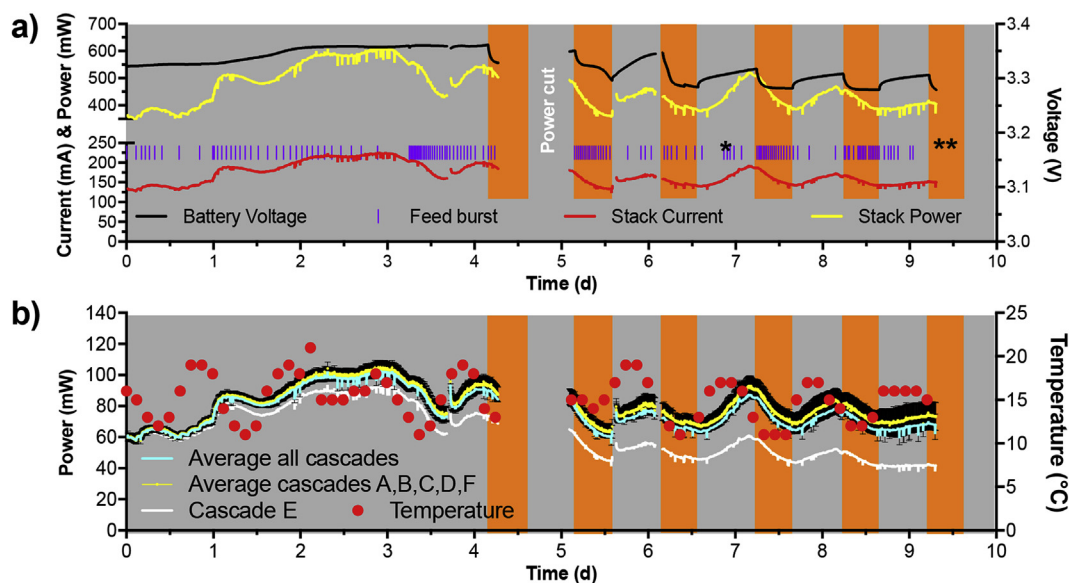 a)
Current (mA) & Power (mW)
700
600
500
400
250
200
150
100
50
0
Power cut
*
**
3.4
3.3
3.2
3.1
3.0
Voltage (V)
Battery Voltage
Feed burst
Stack Current
Stack Power
0 1 2 3 4 5 6 7 8 9 10
Time (d)
b)
Power (mW)
140
120
100
80
60
40
20
0
25
20
15
10
5
0
Temperature (°C)
Average all cascades
Average cascades A,B,C,D,F
Cascade E
Temperature
0 1 2 3 4 5 6 7 8 9 10
Time (d)